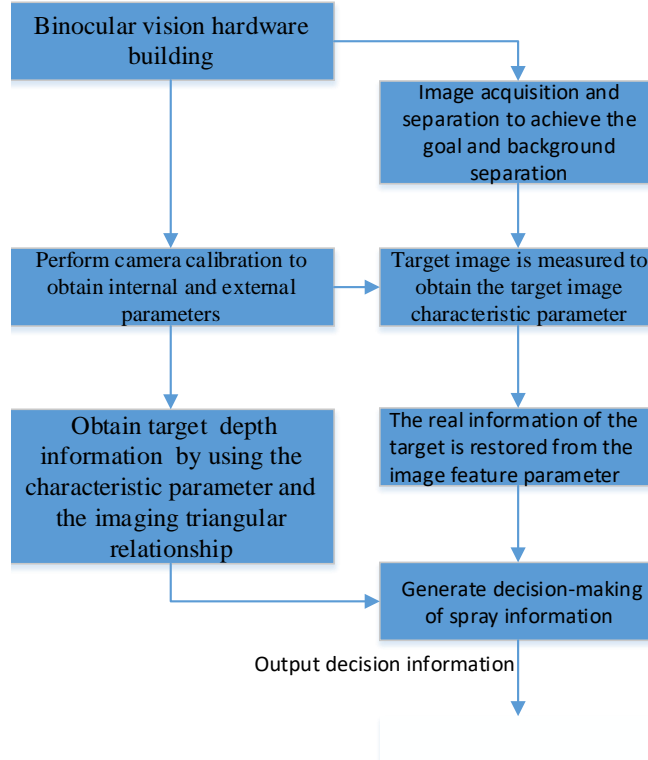 Binocular vision hardware
building
Image acquisition and
separation to achieve the
goal and background
separation
Perform camera calibration to
obtain internal and external
parameters
Target image is measured to
obtain the target image
characteristic parameter
Obtain target depth
information by using the
characteristic parameter and
the imaging triangular
relationship
The real information of the
target is restored from the
image feature parameter
Generate decision-making
of spray information
Output decision information